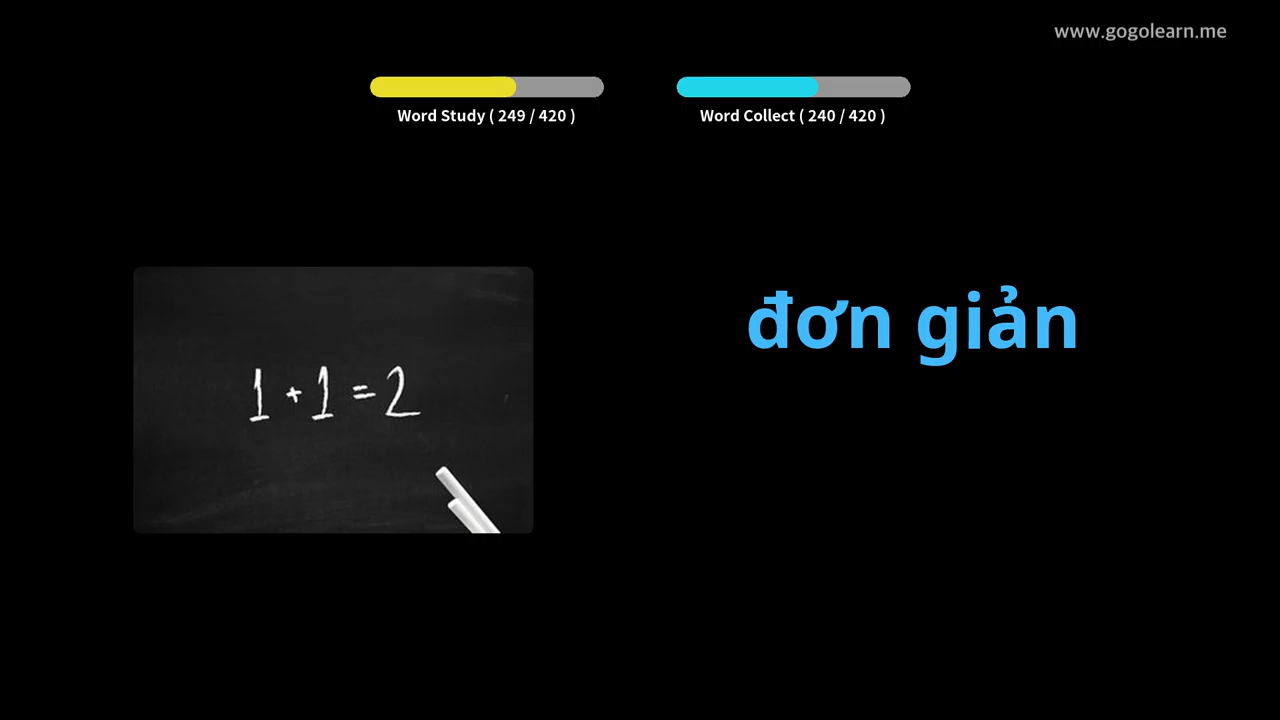 www.gogolearn.me
Word Study ( 249 / 420 )
Word Collect ( 240 / 420 )
đơn giản
1 + 1 = 2